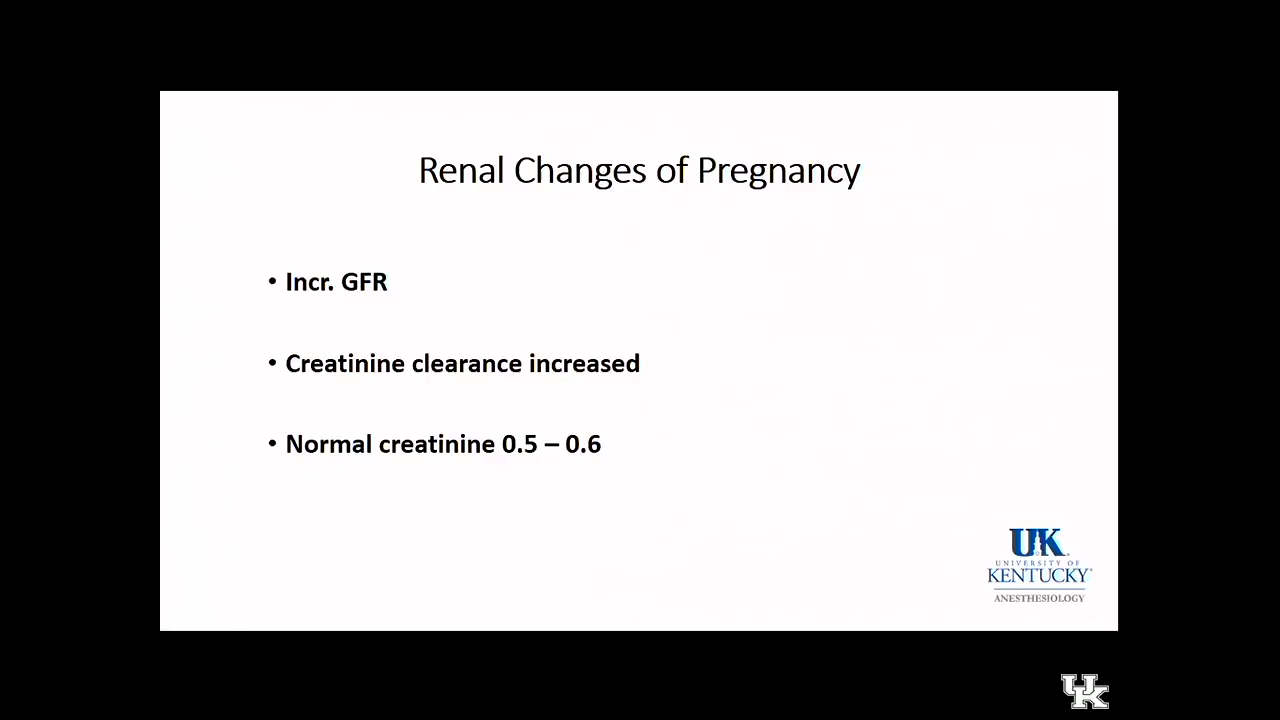 Renal Changes of Pregnancy
• Incr. GFR
• Creatinine clearance increased
• Normal creatinine 0.5 – 0.6
UK
UNIVERSITY OF
KENTUCKY®
ANESTHESIOLOGY
UK